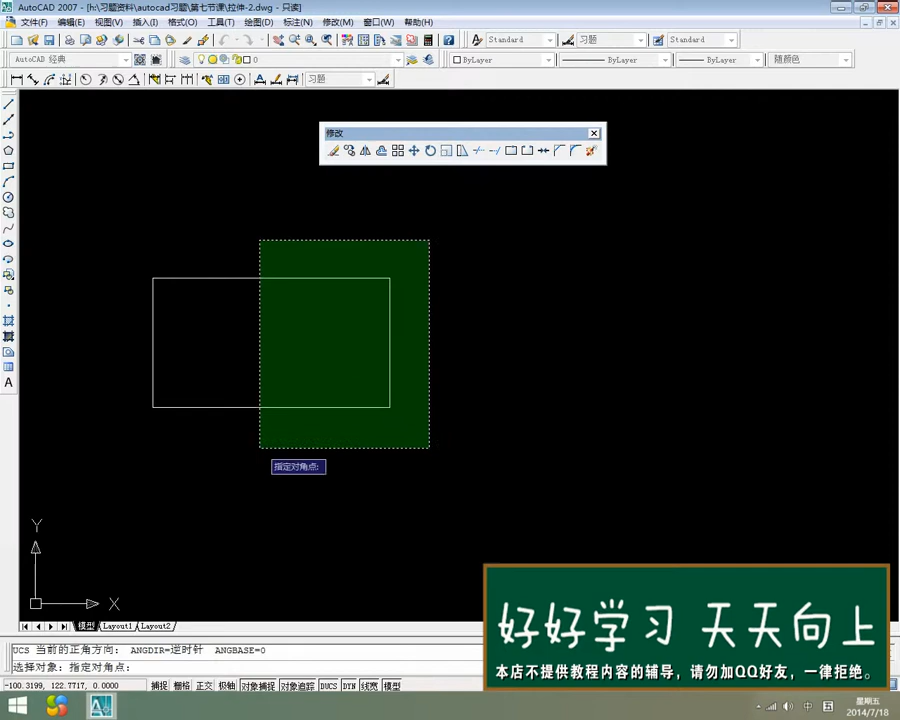 AutoCAD 2007 - [h:\习题资料\autocad习题\第七节课\拉伸-2.dwg - 只读]
文件(F) 编辑(E) 视图(V) 插入(I) 格式(O) 工具(T) 绘图(D) 标注(N) 修改(M) 窗口(W) 帮助(H)
Standard 习题 Standard
AutoCAD 经典 0 ByLayer ByLayer ByLayer 随颜色
习题
A
修改
指定对角点:
Y
X
模型 Layout1 Layout2
UCS 当前的正角方向: ANGDIR=逆时针 ANGBASE=0
选择对象: 指定对角点:
-100.3199, 122.7717, 0.0000 捕捉 栅格 正交 极轴 对象捕捉 对象追踪 DUCS DYN 线宽 模型
好好学习 天天向上
本店不提供教程内容的辅导，请勿加QQ好友，一律拒绝。
中
五
星期五
2014/7/18